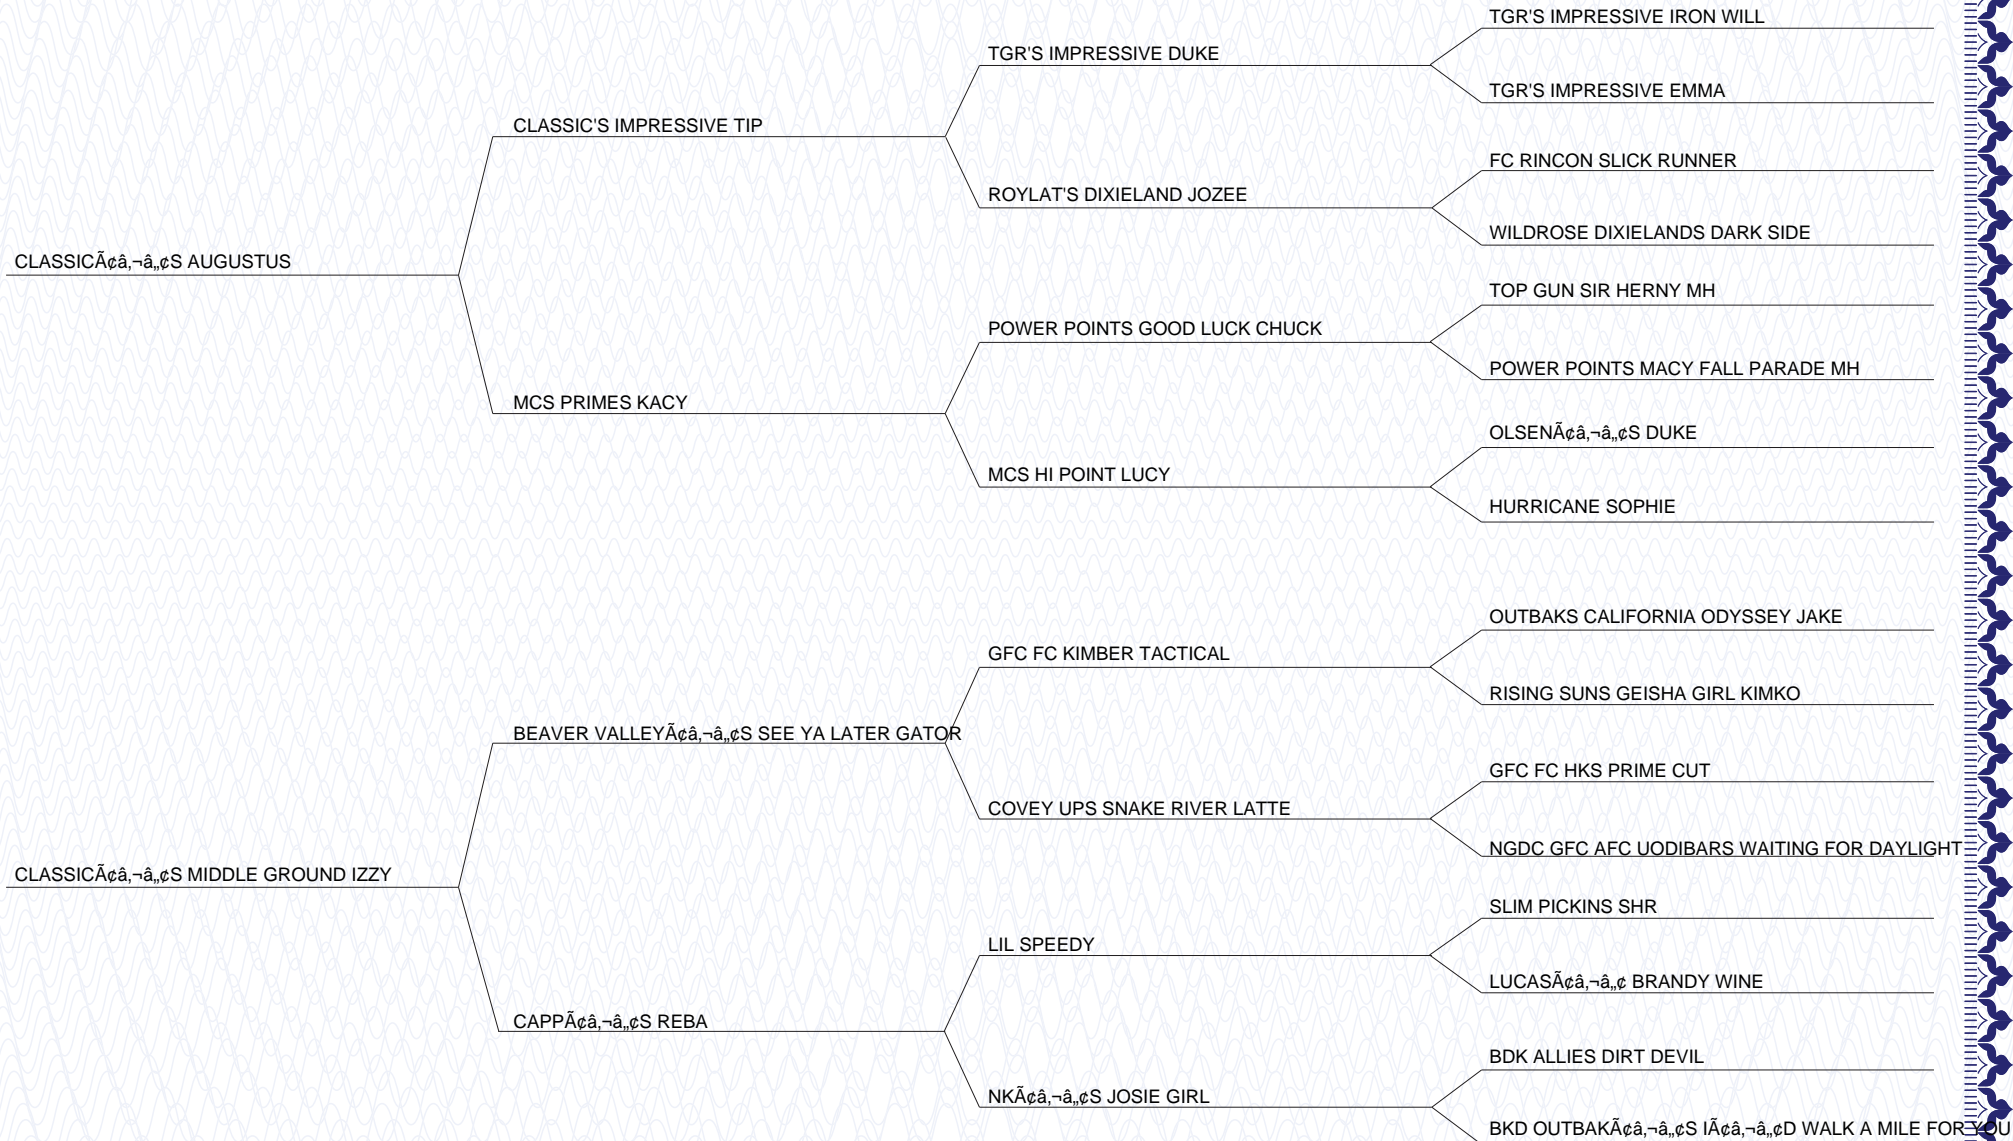 TGR'S IMPRESSIVE IRON WILL
TGR'S IMPRESSIVE DUKE
TGR'S IMPRESSIVE EMMA
CLASSIC'S IMPRESSIVE TIP
FC RINCON SLICK RUNNER
ROYLAT'S DIXIELAND JOZEE
WILDROSE DIXIELANDS DARK SIDE
CLASSICÃ¢â‚¬â„¢S AUGUSTUS
TOP GUN SIR HERNY MH
POWER POINTS GOOD LUCK CHUCK
POWER POINTS MACY FALL PARADE MH
MCS PRIMES KACY
OLSENÃ¢â‚¬â„¢S DUKE
MCS HI POINT LUCY
HURRICANE SOPHIE
OUTBAKS CALIFORNIA ODYSSEY JAKE
GFC FC KIMBER TACTICAL
RISING SUNS GEISHA GIRL KIMKO
BEAVER VALLEYÃ¢â‚¬â„¢S SEE YA LATER GATOR
GFC FC HKS PRIME CUT
COVEY UPS SNAKE RIVER LATTE
NGDC GFC AFC UODIBARS WAITING FOR DAYLIGHT
CLASSICÃ¢â‚¬â„¢S MIDDLE GROUND IZZY
SLIM PICKINS SHR
LIL SPEEDY
LUCASÃ¢â‚¬â„¢ BRANDY WINE
CAPPÃ¢â‚¬â„¢S REBA
BDK ALLIES DIRT DEVIL
NKÃ¢â‚¬â„¢S JOSIE GIRL
BKD OUTBAKÃ¢â‚¬â„¢S IÃ¢â‚¬â„¢D WALK A MILE FOR YOU